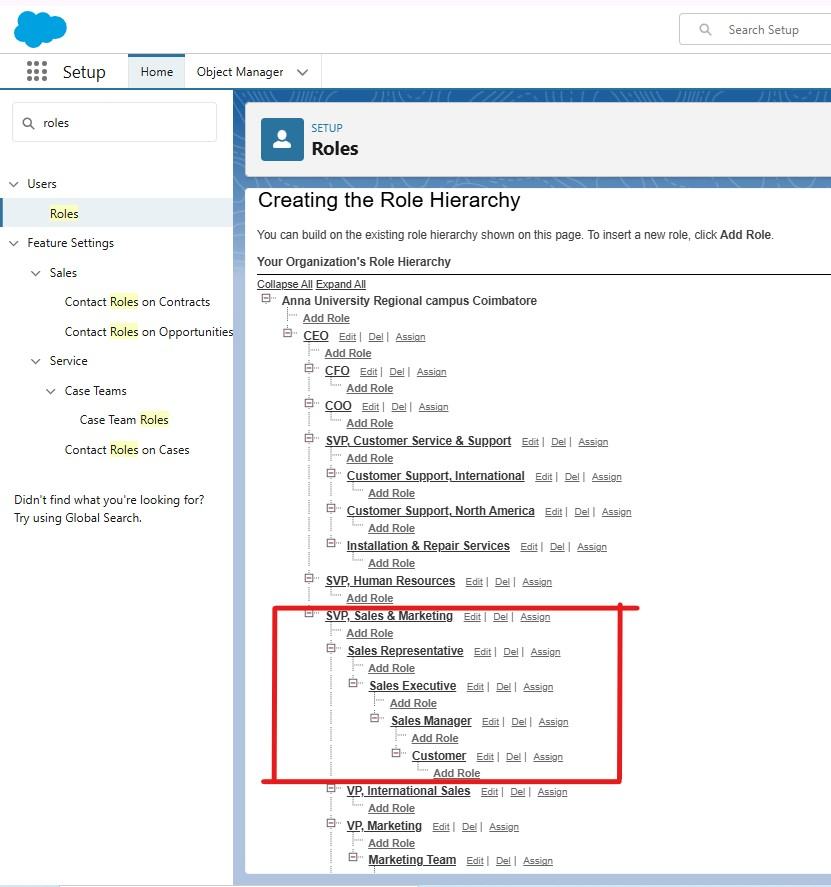 Search Setup
Setup Home Object Manager
roles
Users
Roles
Feature Settings
Sales
Contact Roles on Contracts
Contact Roles on Opportunities
Service
Case Teams
Case Team Roles
Contact Roles on Cases
Didn't find what you're looking for?
Try using Global Search.
SETUP
Roles
Creating the Role Hierarchy
You can build on the existing role hierarchy shown on this page. To insert a new role, click Add Role.
Your Organization's Role Hierarchy
Collapse All Expand All
Anna University Regional campus Coimbatore
Add Role
CEO Edit | Del | Assign
Add Role
CFO Edit | Del | Assign
Add Role
COO Edit | Del | Assign
Add Role
SVP, Customer Service & Support Edit | Del | Assign
Add Role
Customer Support, International Edit | Del | Assign
Add Role
Customer Support, North America Edit | Del | Assign
Add Role
Installation & Repair Services Edit | Del | Assign
Add Role
SVP, Human Resources Edit | Del | Assign
Add Role
SVP, Sales & Marketing Edit | Del | Assign
Add Role
Sales Representative Edit | Del | Assign
Add Role
Sales Executive Edit | Del | Assign
Add Role
Sales Manager Edit | Del | Assign
Add Role
Customer Edit | Del | Assign
Add Role
VP, International Sales Edit | Del | Assign
Add Role
VP, Marketing Edit | Del | Assign
Add Role
Marketing Team Edit | Del | Assign